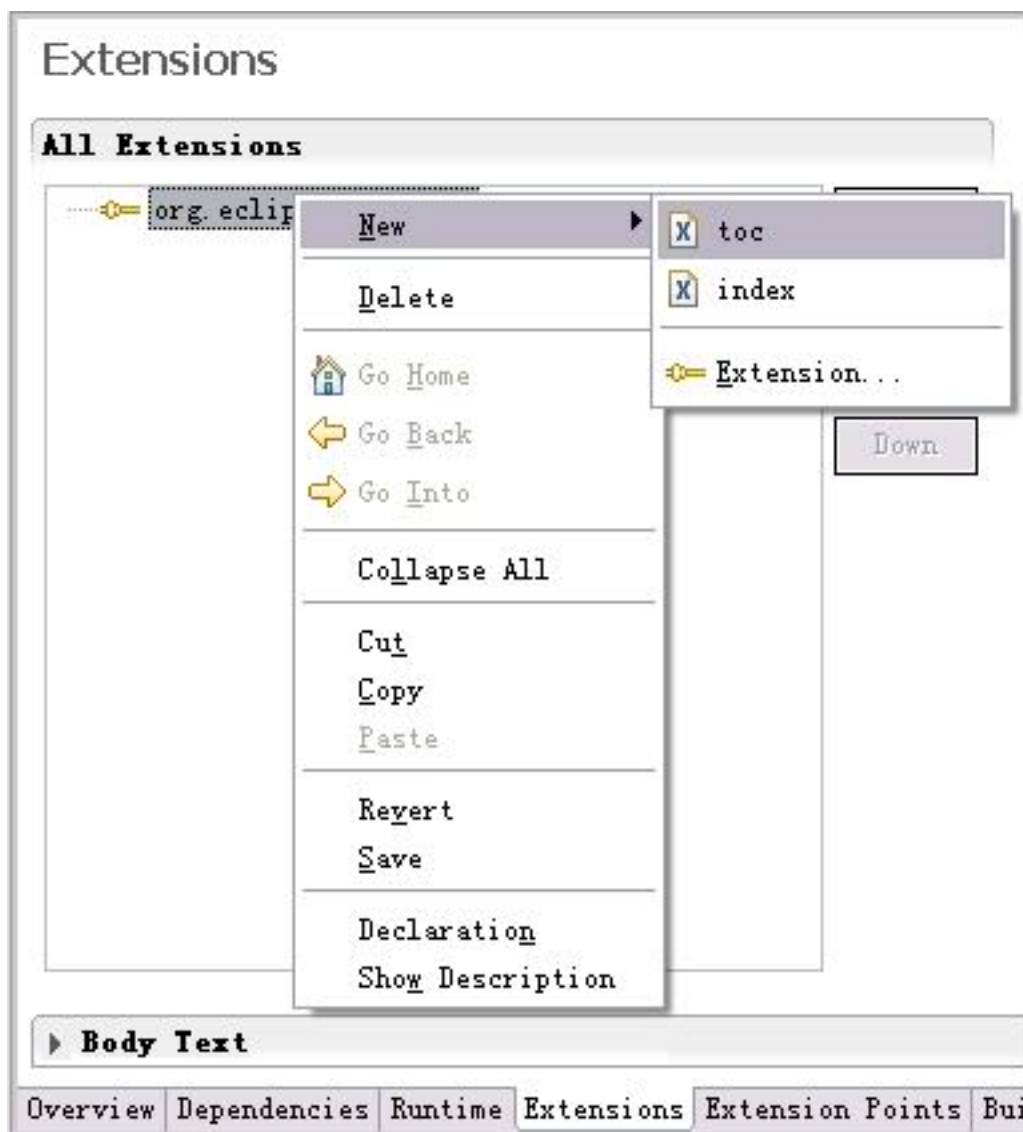 Extensions
All Extensions
org.eclip
New
toc
Delete
index
Go Home
Extension...
Go Back
Down
Go Into
Collapse All
Cut
Copy
Paste
Revert
Save
Declaration
Show Description
Body Text
Overview Dependencies Runtime Extensions Extension Points Bui